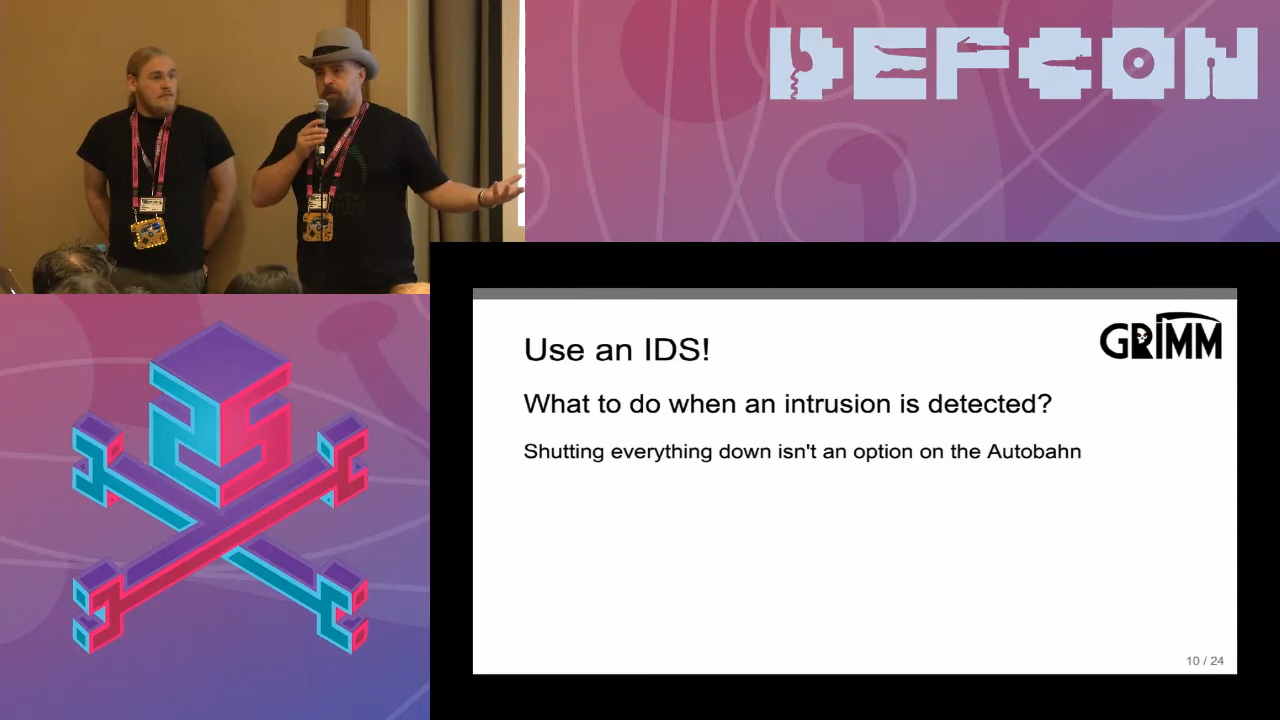 DEFCON
GRIMM
Use an IDS!
What to do when an intrusion is detected?
Shutting everything down isn't an option on the Autobahn
10 / 24
25